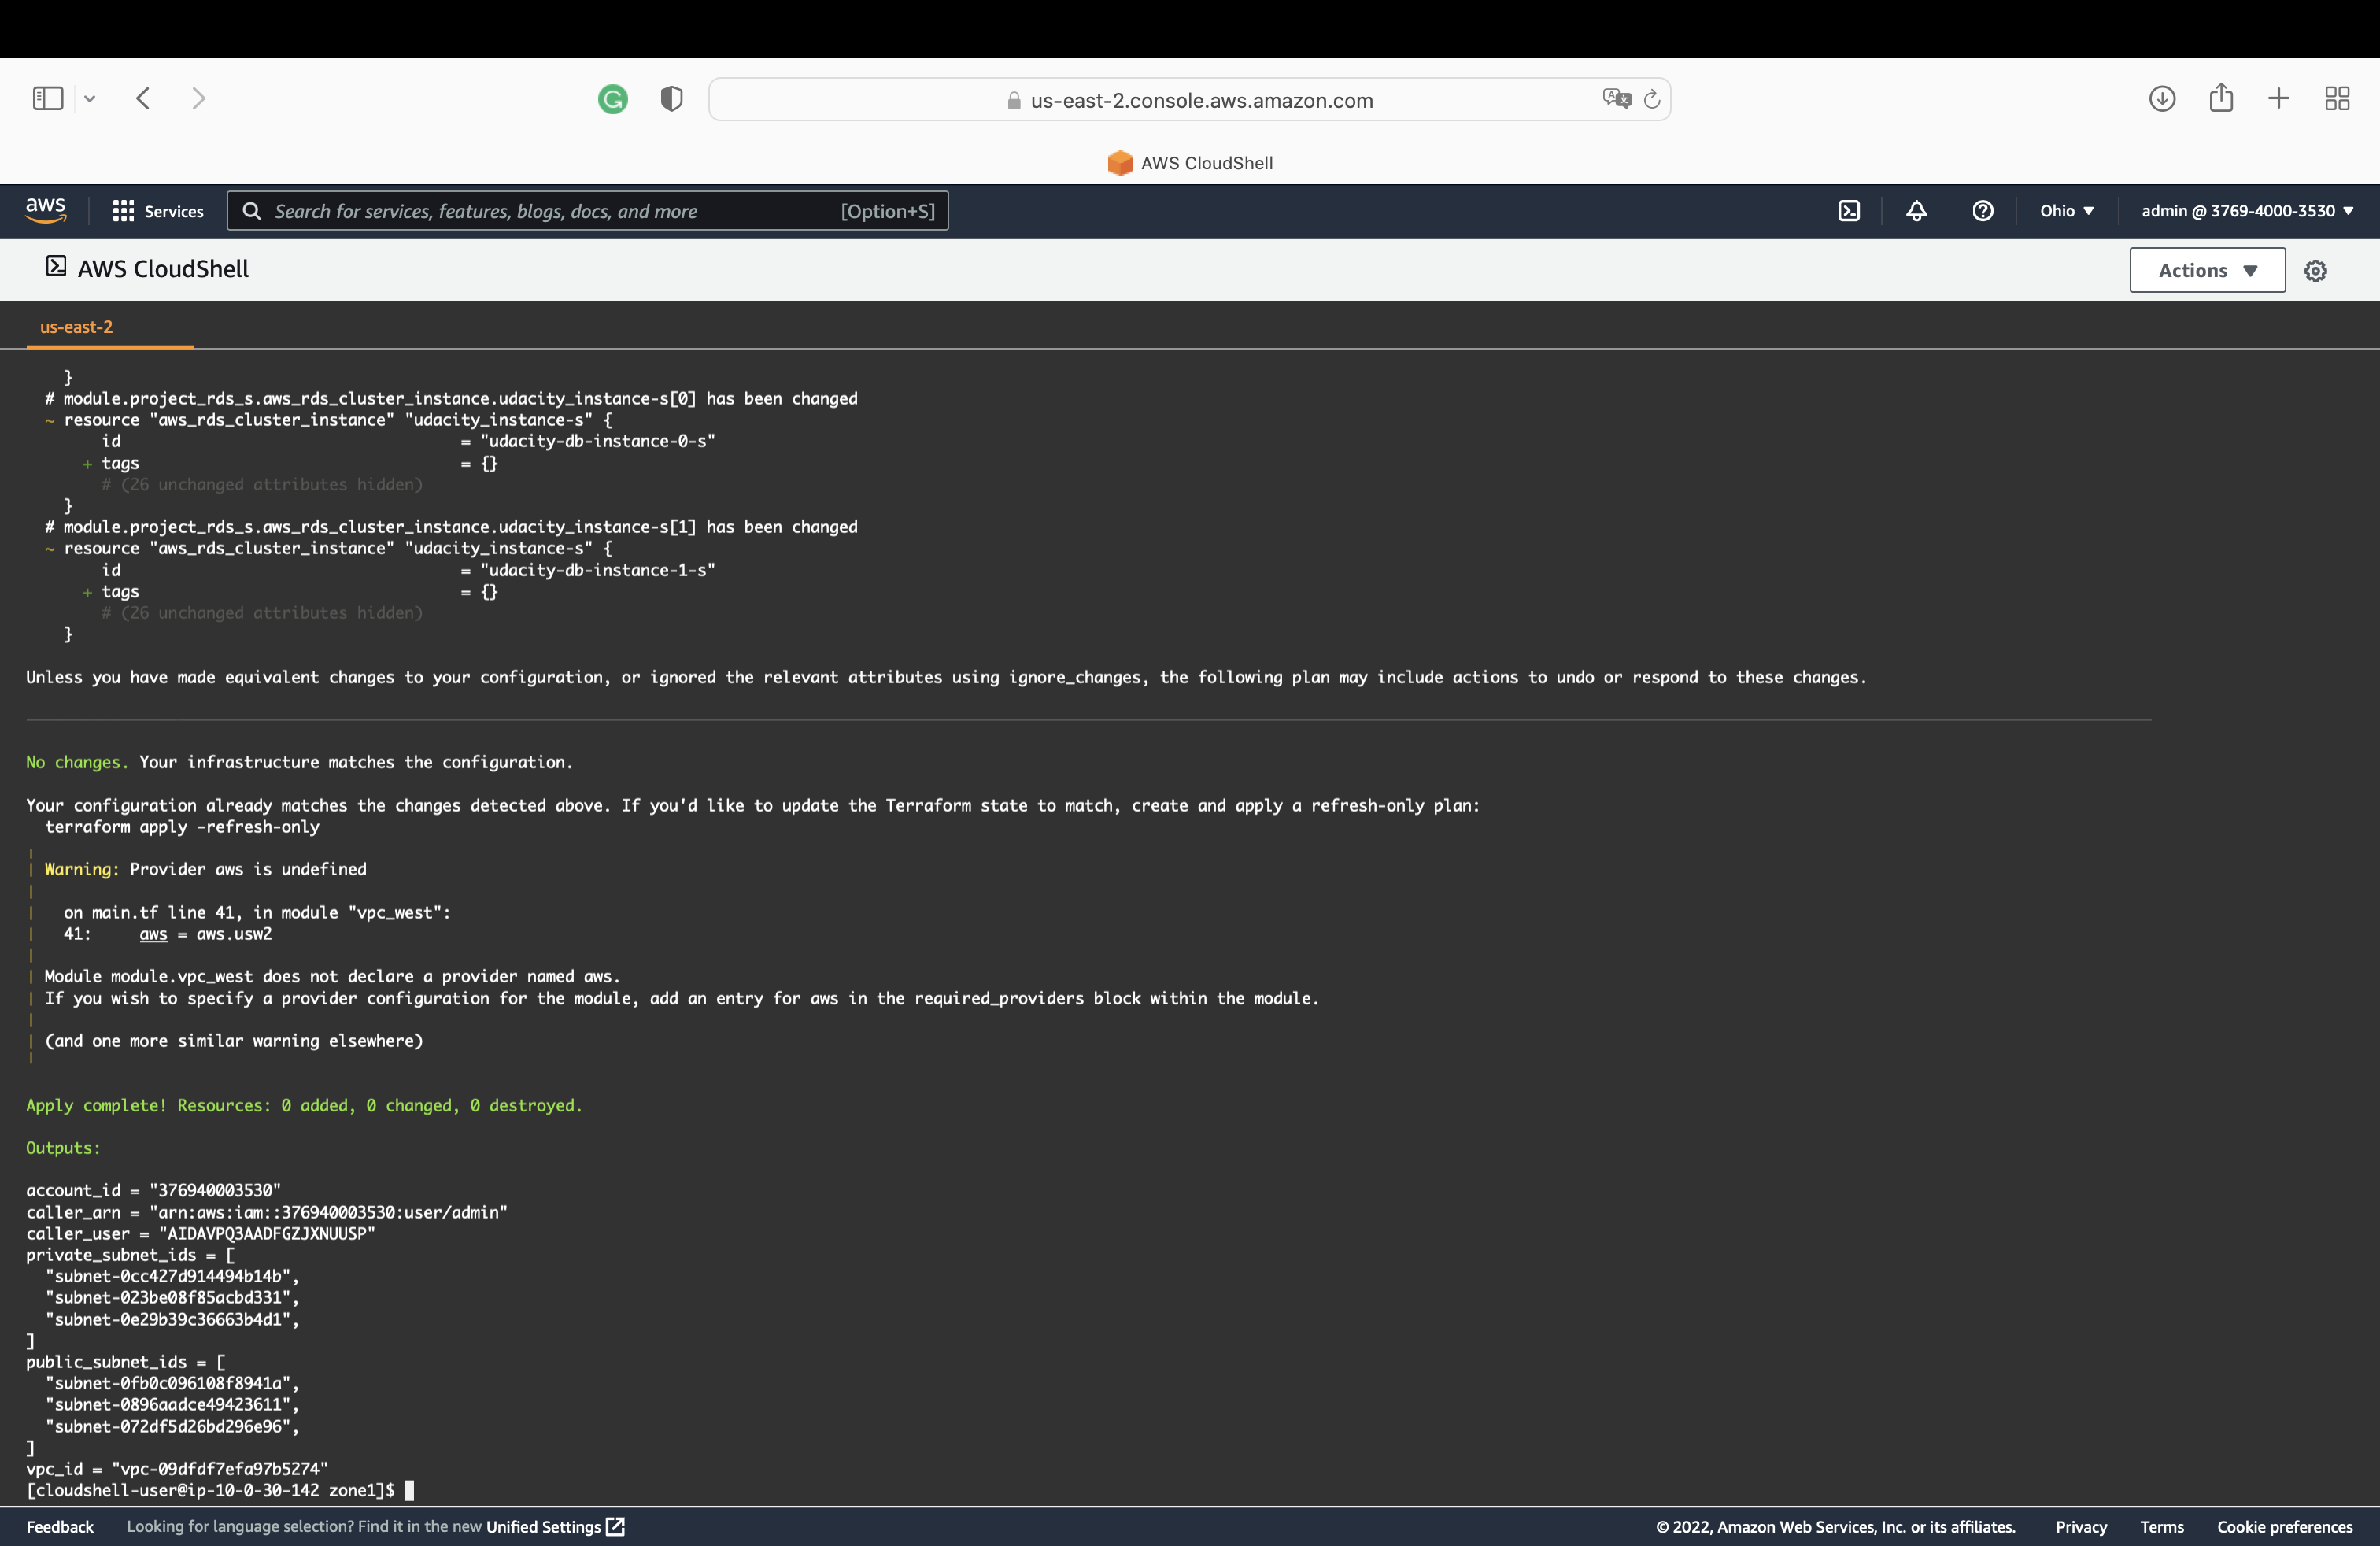 us-east-2.console.aws.amazon.com
AWS CloudShell
aws
Services
Search for services, features, blogs, docs, and more [Option+S]
Ohio ▼
admin @ 3769-4000-3530 ▼
AWS CloudShell
Actions ▼
us-east-2
}
# module.project_rds_s.aws_rds_cluster_instance.udacity_instance-s[0] has been changed
~ resource "aws_rds_cluster_instance" "udacity_instance-s" {
id = "udacity-db-instance-0-s"
+ tags = {}
# (26 unchanged attributes hidden)
}
# module.project_rds_s.aws_rds_cluster_instance.udacity_instance-s[1] has been changed
~ resource "aws_rds_cluster_instance" "udacity_instance-s" {
id = "udacity-db-instance-1-s"
+ tags = {}
# (26 unchanged attributes hidden)
}
Unless you have made equivalent changes to your configuration, or ignored the relevant attributes using ignore_changes, the following plan may include actions to undo or respond to these changes.
No changes. Your infrastructure matches the configuration.
Your configuration already matches the changes detected above. If you'd like to update the Terraform state to match, create and apply a refresh-only plan:
terraform apply -refresh-only
Warning: Provider aws is undefined
on main.tf line 41, in module "vpc_west":
41: aws = aws.usw2
Module module.vpc_west does not declare a provider named aws.
If you wish to specify a provider configuration for the module, add an entry for aws in the required_providers block within the module.
(and one more similar warning elsewhere)
Apply complete! Resources: 0 added, 0 changed, 0 destroyed.
Outputs:
account_id = "376940003530"
caller_arn = "arn:aws:iam::376940003530:user/admin"
caller_user = "AIDAVPQ3AADFGZJXNUUSP"
private_subnet_ids = [
"subnet-0cc427d914494b14b",
"subnet-023be08f85acbd331",
"subnet-0e29b39c36663b4d1",
]
public_subnet_ids = [
"subnet-0fb0c096108f8941a",
"subnet-0896aadce49423611",
"subnet-072df5d26bd296e96",
]
vpc_id = "vpc-09dfdf7efa97b5274"
[cloudshell-user@ip-10-0-30-142 zone1]$
Feedback Looking for language selection? Find it in the new Unified Settings
© 2022, Amazon Web Services, Inc. or its affiliates. Privacy Terms Cookie preferences